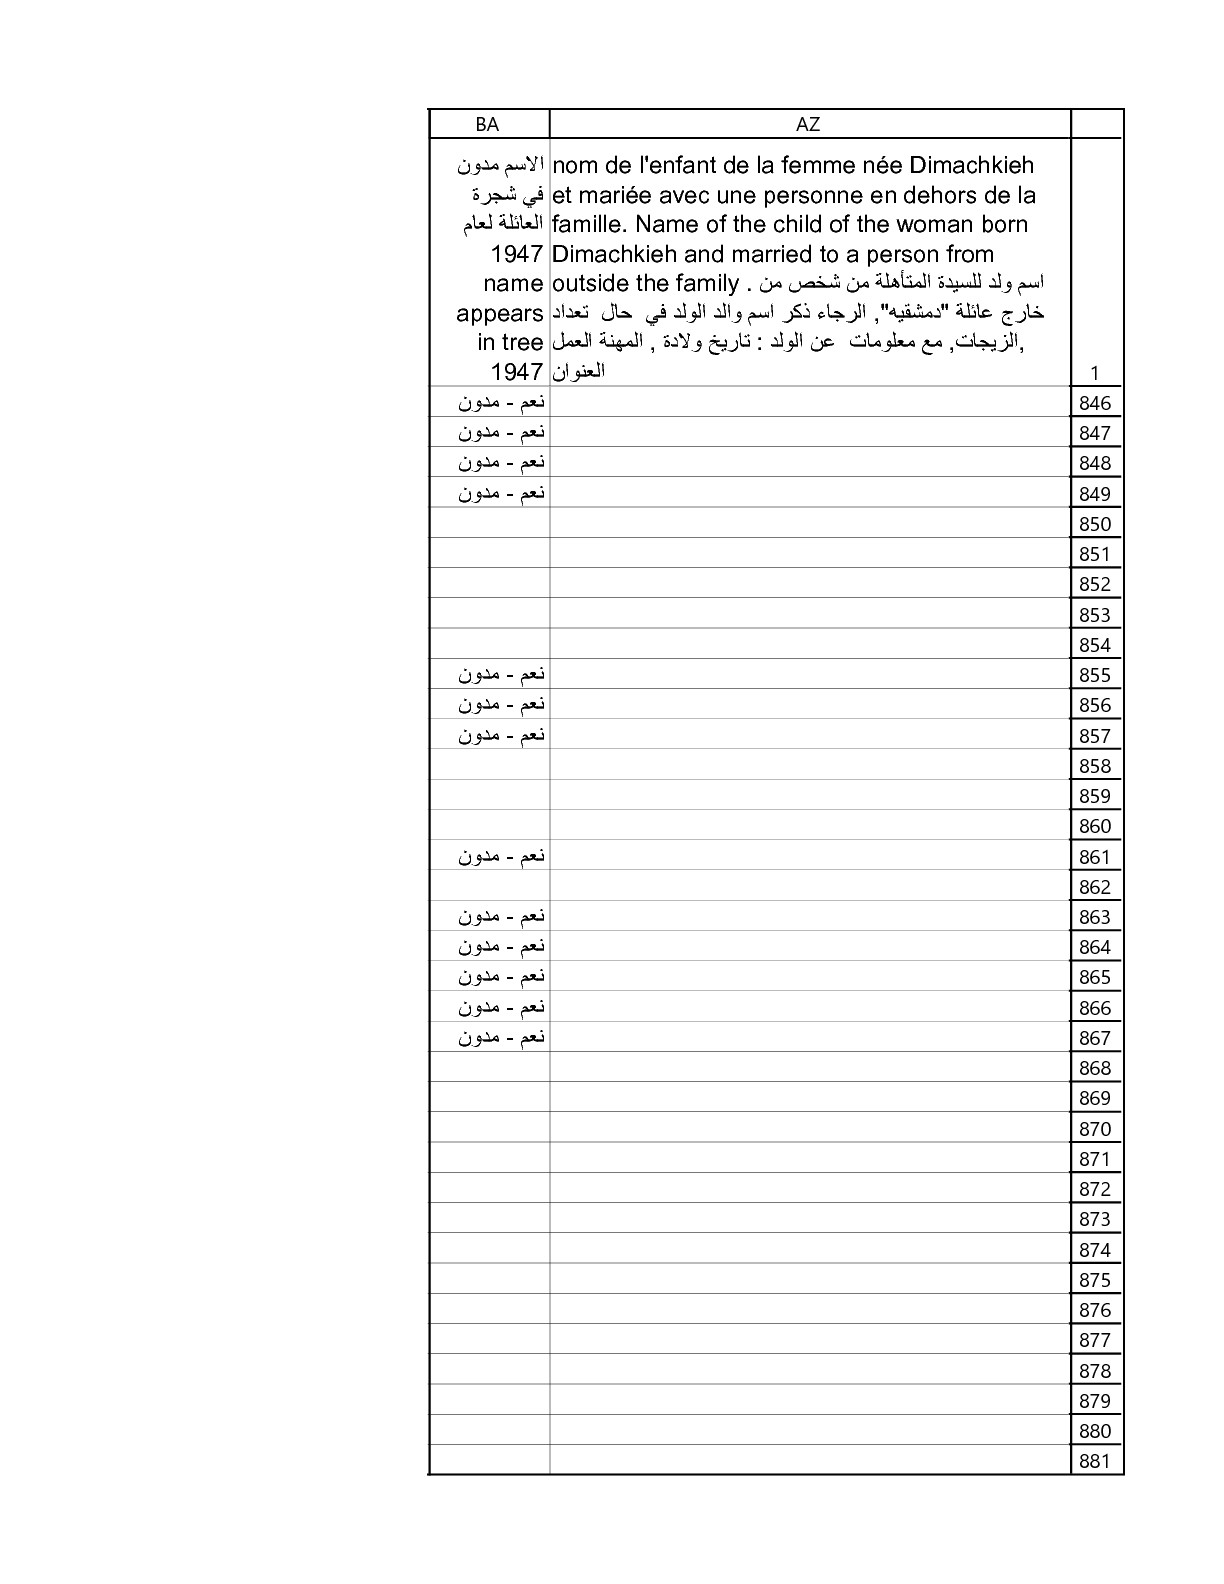 BA AZ
الاسم مدون
في شجرة
العائلة لعام
1947
name
appears
in tree
1947
nom de l'enfant de la femme née Dimachkieh
et mariée avec une personne en dehors de la
famille. Name of the child of the woman born
Dimachkieh and married to a person from
outside the family . اسم ولد للسيدة المتأهلة من شخص من
خارج عائلة "دمشقيه", الرجاء ذكر اسم والد الولد في حال تعداد
الزيجات, مع معلومات عن الولد : تاريخ ولادة , المهنة العمل,
العنوان
1
نعم - مدون 846
نعم - مدون 847
نعم - مدون 848
نعم - مدون 849
850
851
852
853
854
نعم - مدون 855
نعم - مدون 856
نعم - مدون 857
858
859
860
نعم - مدون 861
862
نعم - مدون 863
نعم - مدون 864
نعم - مدون 865
نعم - مدون 866
نعم - مدون 867
868
869
870
871
872
873
874
875
876
877
878
879
880
881